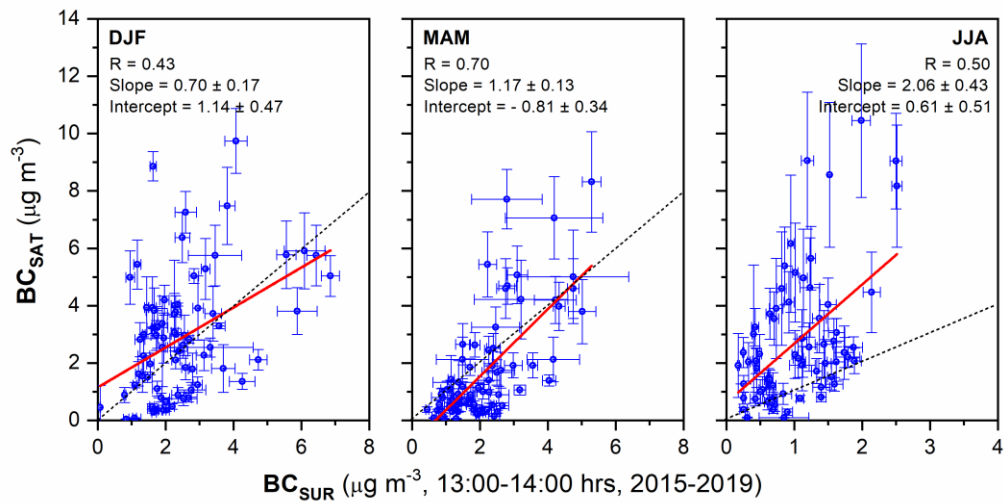 DJF
R = 0.43
Slope = 0.70 ± 0.17
Intercept = 1.14 ± 0.47
MAM
R = 0.70
Slope = 1.17 ± 0.13
Intercept = - 0.81 ± 0.34
JJA
R = 0.50
Slope = 2.06 ± 0.43
Intercept = 0.61 ± 0.51
BC_SAT (μg m⁻³)
14
12
10
8
6
4
2
0
0 2 4 6 8
0 2 4 6 8
0 1 2 3 4
BC_SUR (μg m⁻³, 13:00-14:00 hrs, 2015-2019)